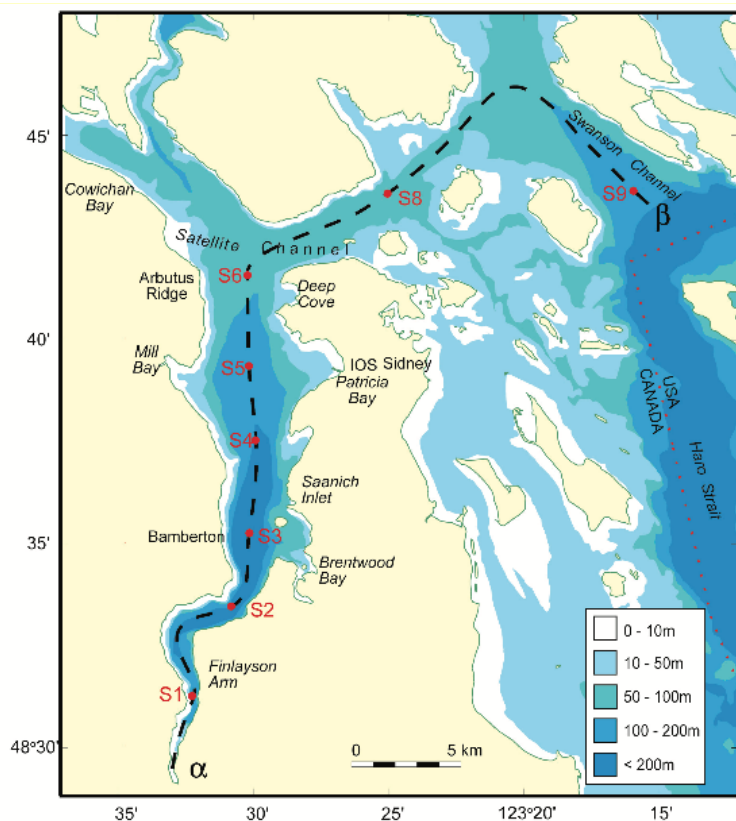 45'
Swanson Channel
Cowichan
Bay
S8
S9
β
Satellite Channel
S6
Arbutus
Ridge
Deep
Cove
40'
Mill
Bay
S5
IOS Sidney
Patricia
Bay
USA
CANADA
S4
Haro Strait
Saanich
Inlet
35'
Bamberton
S3
Brentwood
Bay
S2
0 - 10m
10 - 50m
50 - 100m
100 - 200m
< 200m
Finlayson
Arm
S1
48°30'
0 5 km
α
35' 30' 25' 123°20' 15'